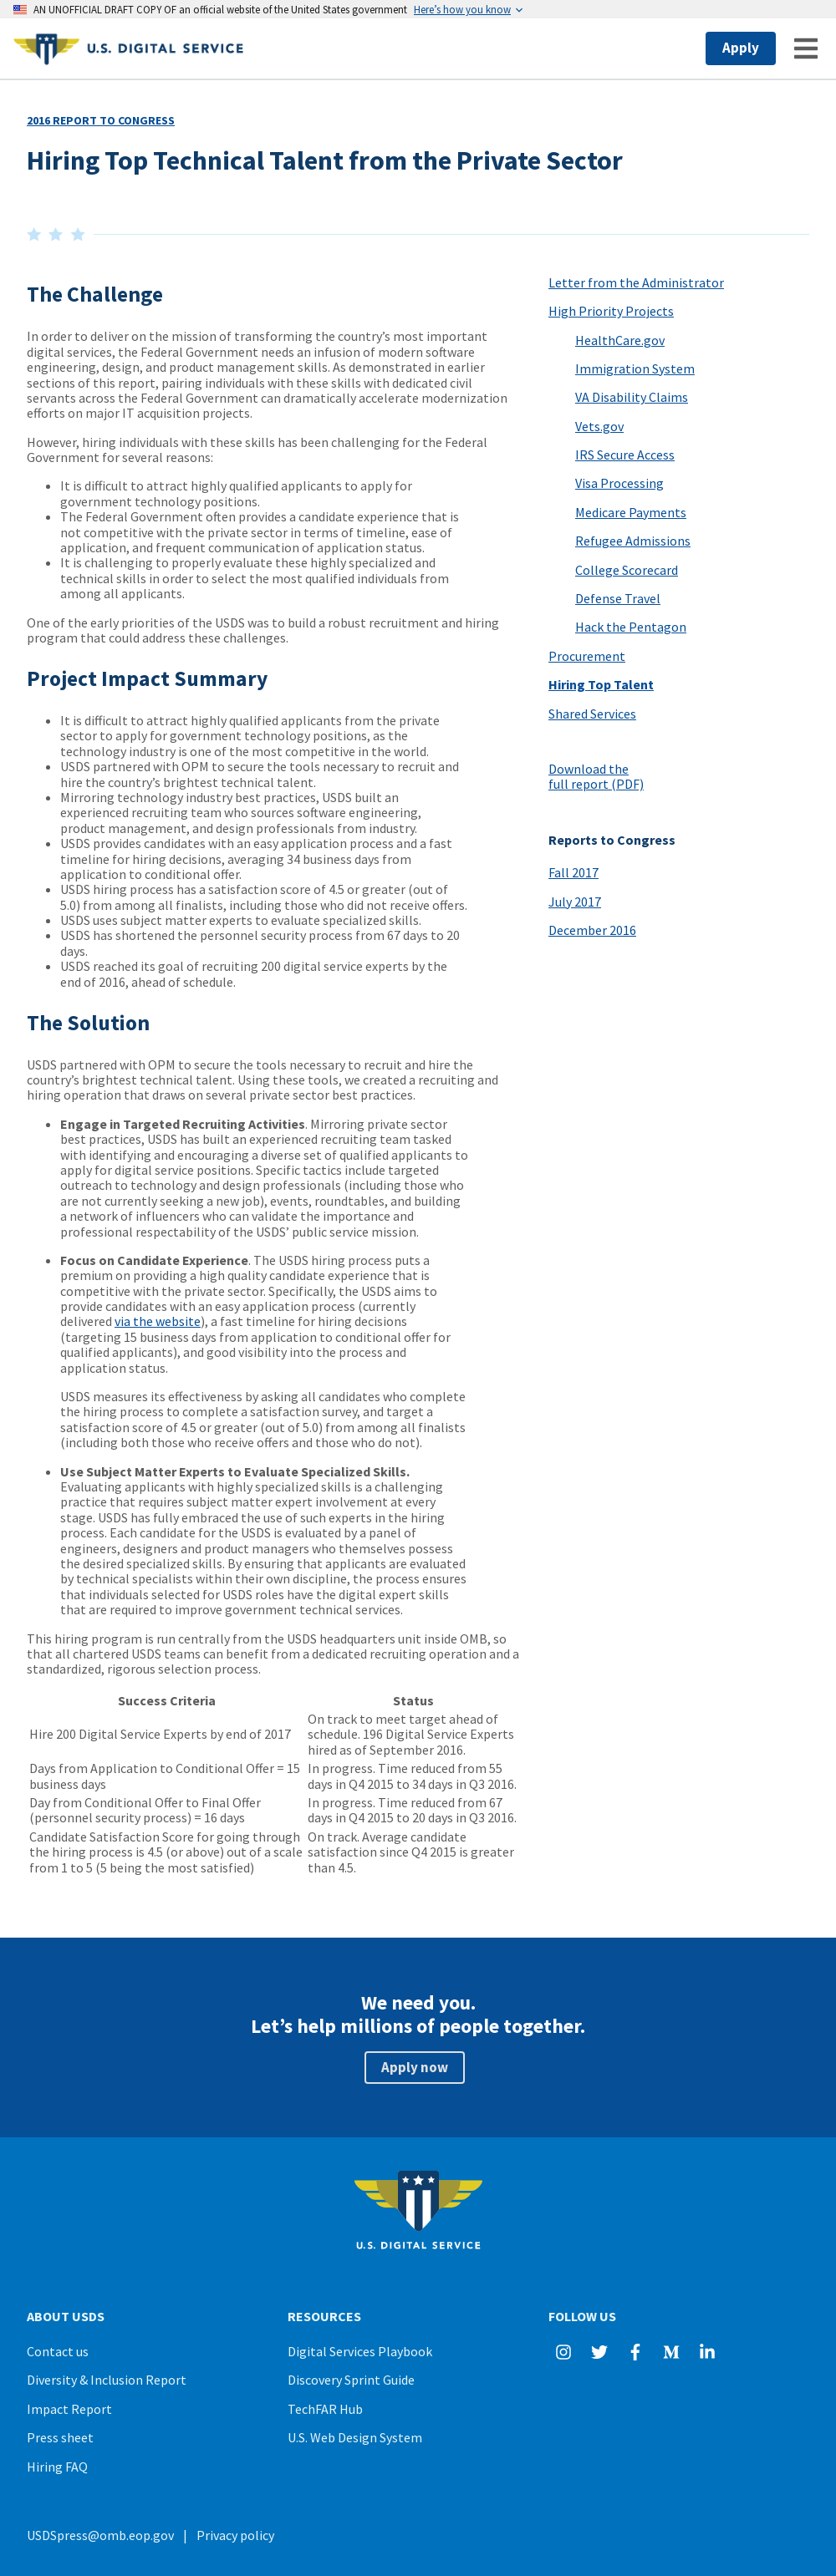 AN UNOFFICIAL DRAFT COPY OF an official website of the United States government Here’s how you know
U.S. DIGITAL SERVICE
Apply
2016 REPORT TO CONGRESS
Hiring Top Technical Talent from the Private Sector
The Challenge
In order to deliver on the mission of transforming the country’s most important
digital services, the Federal Government needs an infusion of modern software
engineering, design, and product management skills. As demonstrated in earlier
sections of this report, pairing individuals with these skills with dedicated civil
servants across the Federal Government can dramatically accelerate modernization
efforts on major IT acquisition projects.
However, hiring individuals with these skills has been challenging for the Federal
Government for several reasons:
• It is difficult to attract highly qualified applicants to apply for
government technology positions.
• The Federal Government often provides a candidate experience that is
not competitive with the private sector in terms of timeline, ease of
application, and frequent communication of application status.
• It is challenging to properly evaluate these highly specialized and
technical skills in order to select the most qualified individuals from
among all applicants.
One of the early priorities of the USDS was to build a robust recruitment and hiring
program that could address these challenges.
Project Impact Summary
• It is difficult to attract highly qualified applicants from the private
sector to apply for government technology positions, as the
technology industry is one of the most competitive in the world.
• USDS partnered with OPM to secure the tools necessary to recruit and
hire the country’s brightest technical talent.
• Mirroring technology industry best practices, USDS built an
experienced recruiting team who sources software engineering,
product management, and design professionals from industry.
• USDS provides candidates with an easy application process and a fast
timeline for hiring decisions, averaging 34 business days from
application to conditional offer.
• USDS hiring process has a satisfaction score of 4.5 or greater (out of
5.0) from among all finalists, including those who did not receive offers.
• USDS uses subject matter experts to evaluate specialized skills.
• USDS has shortened the personnel security process from 67 days to 20
days.
• USDS reached its goal of recruiting 200 digital service experts by the
end of 2016, ahead of schedule.
The Solution
USDS partnered with OPM to secure the tools necessary to recruit and hire the
country’s brightest technical talent. Using these tools, we created a recruiting and
hiring operation that draws on several private sector best practices.
• Engage in Targeted Recruiting Activities. Mirroring private sector
best practices, USDS has built an experienced recruiting team tasked
with identifying and encouraging a diverse set of qualified applicants to
apply for digital service positions. Specific tactics include targeted
outreach to technology and design professionals (including those who
are not currently seeking a new job), events, roundtables, and building
a network of influencers who can validate the importance and
professional respectability of the USDS’ public service mission.
• Focus on Candidate Experience. The USDS hiring process puts a
premium on providing a high quality candidate experience that is
competitive with the private sector. Specifically, the USDS aims to
provide candidates with an easy application process (currently
delivered via the website), a fast timeline for hiring decisions
(targeting 15 business days from application to conditional offer for
qualified applicants), and good visibility into the process and
application status.
USDS measures its effectiveness by asking all candidates who complete
the hiring process to complete a satisfaction survey, and target a
satisfaction score of 4.5 or greater (out of 5.0) from among all finalists
(including both those who receive offers and those who do not).
• Use Subject Matter Experts to Evaluate Specialized Skills.
Evaluating applicants with highly specialized skills is a challenging
practice that requires subject matter expert involvement at every
stage. USDS has fully embraced the use of such experts in the hiring
process. Each candidate for the USDS is evaluated by a panel of
engineers, designers and product managers who themselves possess
the desired specialized skills. By ensuring that applicants are evaluated
by technical specialists within their own discipline, the process ensures
that individuals selected for USDS roles have the digital expert skills
that are required to improve government technical services.
This hiring program is run centrally from the USDS headquarters unit inside OMB, so
that all chartered USDS teams can benefit from a dedicated recruiting operation and a
standardized, rigorous selection process.
Success Criteria Status
Hire 200 Digital Service Experts by end of 2017
On track to meet target ahead of
schedule. 196 Digital Service Experts
hired as of September 2016.
Days from Application to Conditional Offer = 15
business days
In progress. Time reduced from 55
days in Q4 2015 to 34 days in Q3 2016.
Day from Conditional Offer to Final Offer
(personnel security process) = 16 days
In progress. Time reduced from 67
days in Q4 2015 to 20 days in Q3 2016.
Candidate Satisfaction Score for going through
the hiring process is 4.5 (or above) out of a scale
from 1 to 5 (5 being the most satisfied)
On track. Average candidate
satisfaction since Q4 2015 is greater
than 4.5.
Letter from the Administrator
High Priority Projects
HealthCare.gov
Immigration System
VA Disability Claims
Vets.gov
IRS Secure Access
Visa Processing
Medicare Payments
Refugee Admissions
College Scorecard
Defense Travel
Hack the Pentagon
Procurement
Hiring Top Talent
Shared Services
Download the
full report (PDF)
Reports to Congress
Fall 2017
July 2017
December 2016
We need you.
Let’s help millions of people together.
Apply now
U.S. DIGITAL SERVICE
ABOUT USDS
Contact us
Diversity & Inclusion Report
Impact Report
Press sheet
Hiring FAQ
RESOURCES
Digital Services Playbook
Discovery Sprint Guide
TechFAR Hub
U.S. Web Design System
FOLLOW US
USDSpress@omb.eop.gov | Privacy policy